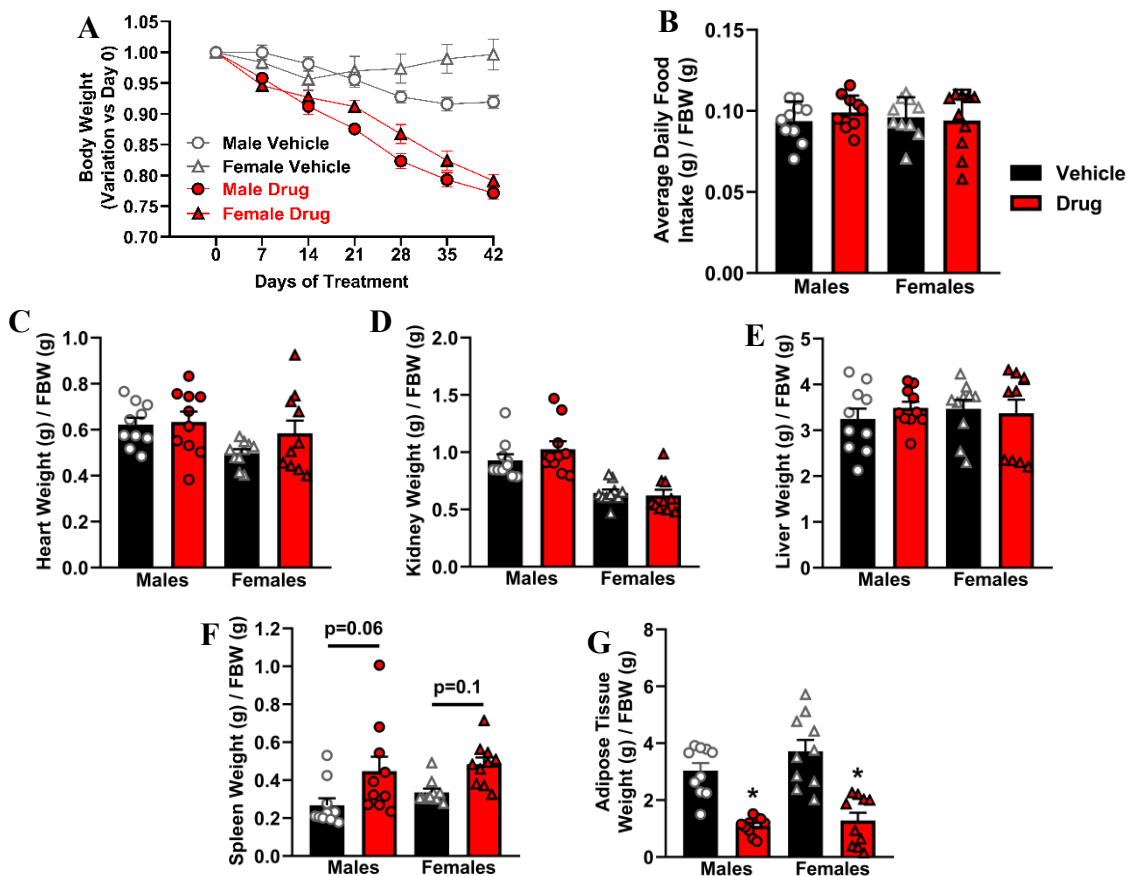 A
1.05
1.00
0.95
0.90
0.85
0.80
0.75
0.70
Body Weight
(Variation vs Day 0)
Male Vehicle
Female Vehicle
Male Drug
Female Drug
0 7 14 21 28 35 42
Days of Treatment
B
0.15
0.10
0.05
0.00
Average Daily Food
Intake (g) / FBW (g)
Males Females
Vehicle
Drug
C
1.0
0.8
0.6
0.4
0.2
0.0
Heart Weight (g) / FBW (g)
Males Females
D
2.0
1.5
1.0
0.5
0.0
Kidney Weight (g) / FBW (g)
Males Females
E
5
4
3
2
1
0
Liver Weight (g) / FBW (g)
Males Females
F
1.2
1.0
0.8
0.6
0.4
0.2
0.0
Spleen Weight (g) / FBW (g)
p=0.06
p=0.1
Males Females
G
8
6
4
2
0
Adipose Tissue
Weight (g) / FBW (g)
* *
Males Females